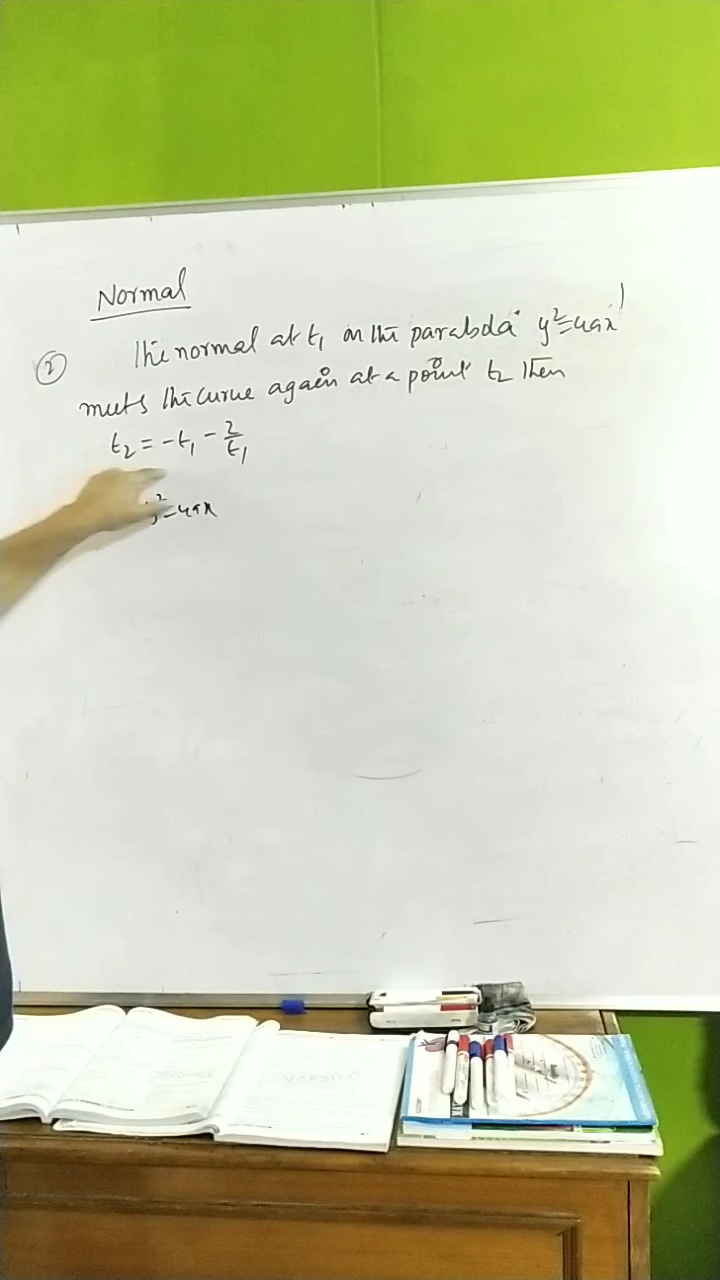 Normal
② The normal at t₁ on the parabola y²=4ax
meets the curve again at a point t₂ then
t₂ = -t₁ - 2/t₁
y²=4ax